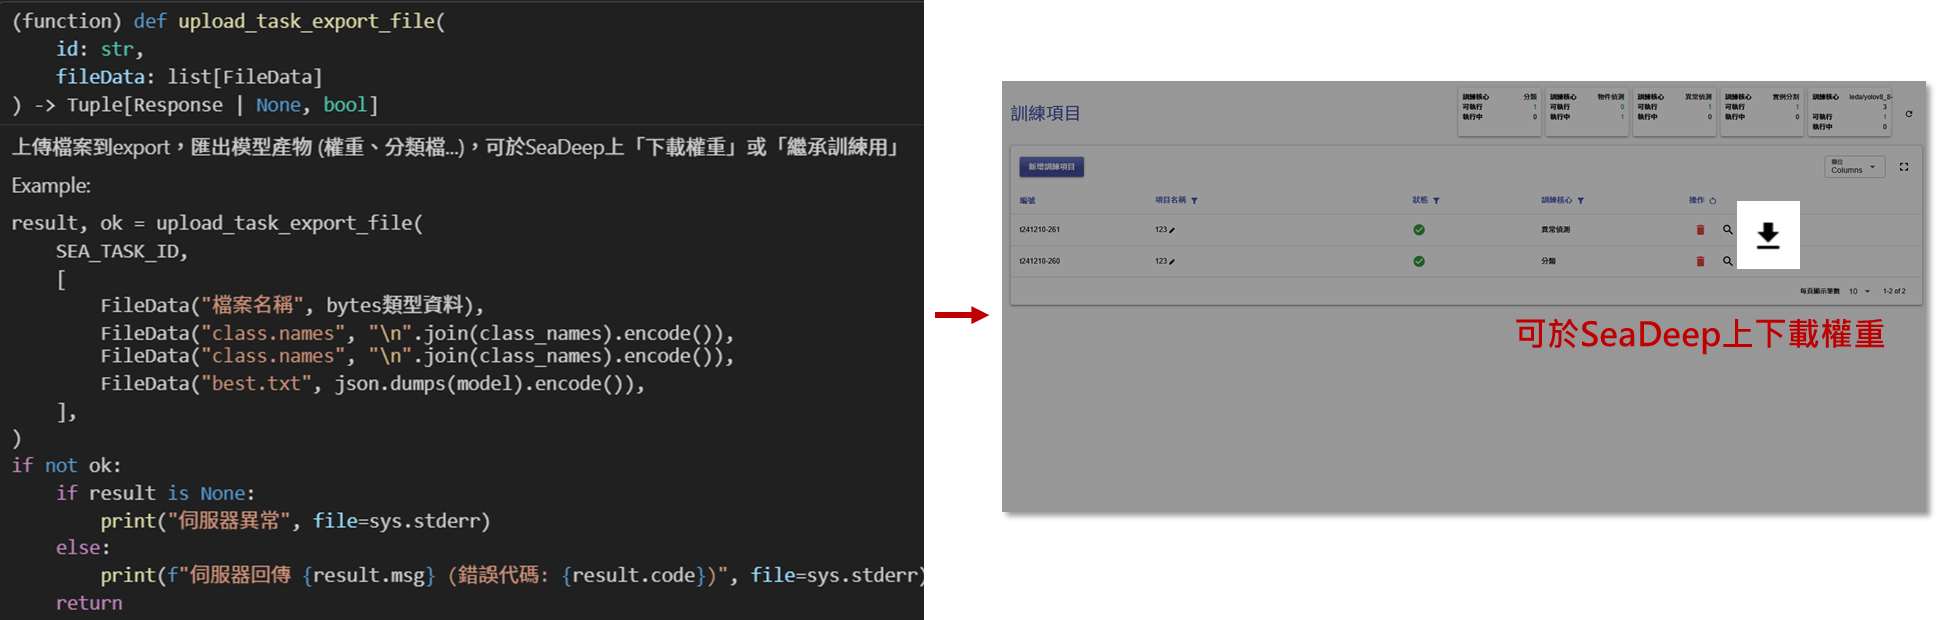 (function) def upload_task_export_file(
    id: str,
    fileData: list[FileData]
) -> Tuple[Response | None, bool]
上傳檔案到export，匯出模型產物 (權重、分類檔...)，可於SeaDeep上「下載權重」或「繼承訓練用」
Example:
result, ok = upload_task_export_file(
    SEA_TASK_ID,
    [
        FileData("檔案名稱", bytes類型資料),
        FileData("class.names", "\n".join(class_names).encode()),
        FileData("class.names", "\n".join(class_names).encode()),
        FileData("best.txt", json.dumps(model).encode()),
    ],
)
if not ok:
    if result is None:
        print("伺服器異常", file=sys.stderr)
    else:
        print(f"伺服器回傳 {result.msg} (錯誤代碼: {result.code})", file=sys.stderr)
    return
訓練項目
訓練核心 分類
可執行 1
執行中 0
訓練核心 物件偵測
可執行 0
執行中 1
訓練核心 異常偵測
可執行 1
執行中 0
訓練核心 實例分割
可執行 1
執行中 0
訓練核心 leda/yolov8_8-
3
可執行 1
執行中 0
新增訓練項目
欄位
Columns
編號 項目名稱 狀態 訓練核心 操作
t241210-261 123 異常偵測
t241210-260 123 分類
每頁顯示筆數 10 1-2 of 2
可於SeaDeep上下載權重